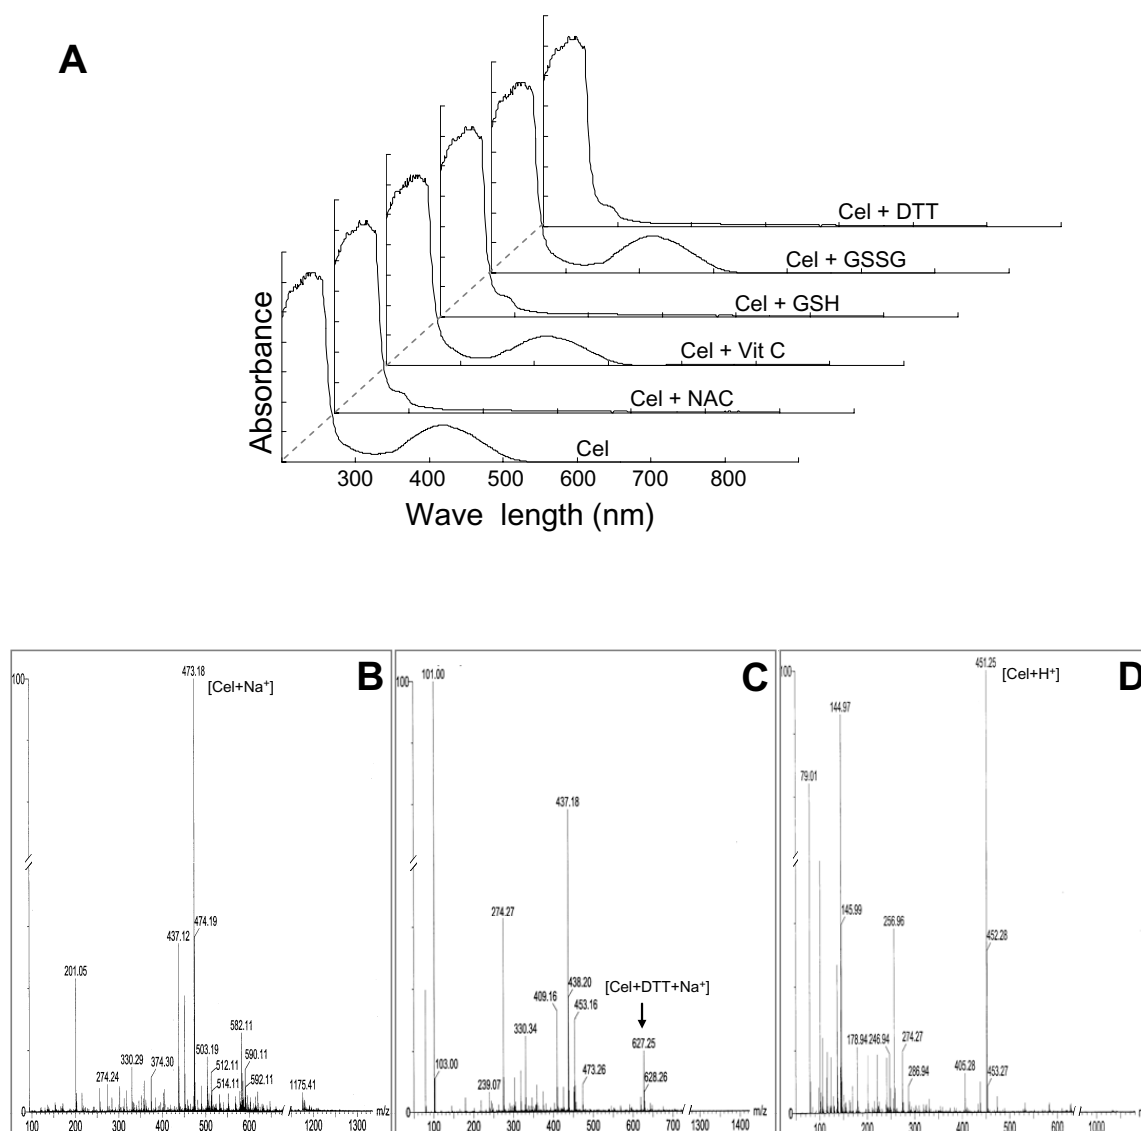 A
Cel + DTT
Cel + GSSG
Cel + GSH
Cel + Vit C
Cel + NAC
Cel
Absorbance
300 400 500 600 700 800
Wave length (nm)
B
473.18
[Cel+Na⁺]
100
474.19
437.12
201.05
582.11
503.19
590.11
330.29
374.30
512.11
274.24
514.11
592.11
1175.41
0
m/z
100 200 300 400 500 600 1200 1300
C
101.00
100
437.18
274.27
438.20
[Cel+DTT+Na⁺]
409.16
453.16
330.34
627.25
103.00
239.07
473.26
628.26
0
m/z
100 200 300 400 500 600 700 1300 1400
D
451.25
[Cel+H⁺]
100
144.97
79.01
145.99
256.96
452.28
178.94
246.94
274.27
286.94
405.28
453.27
0
m/z
100 200 300 400 500 600 1000